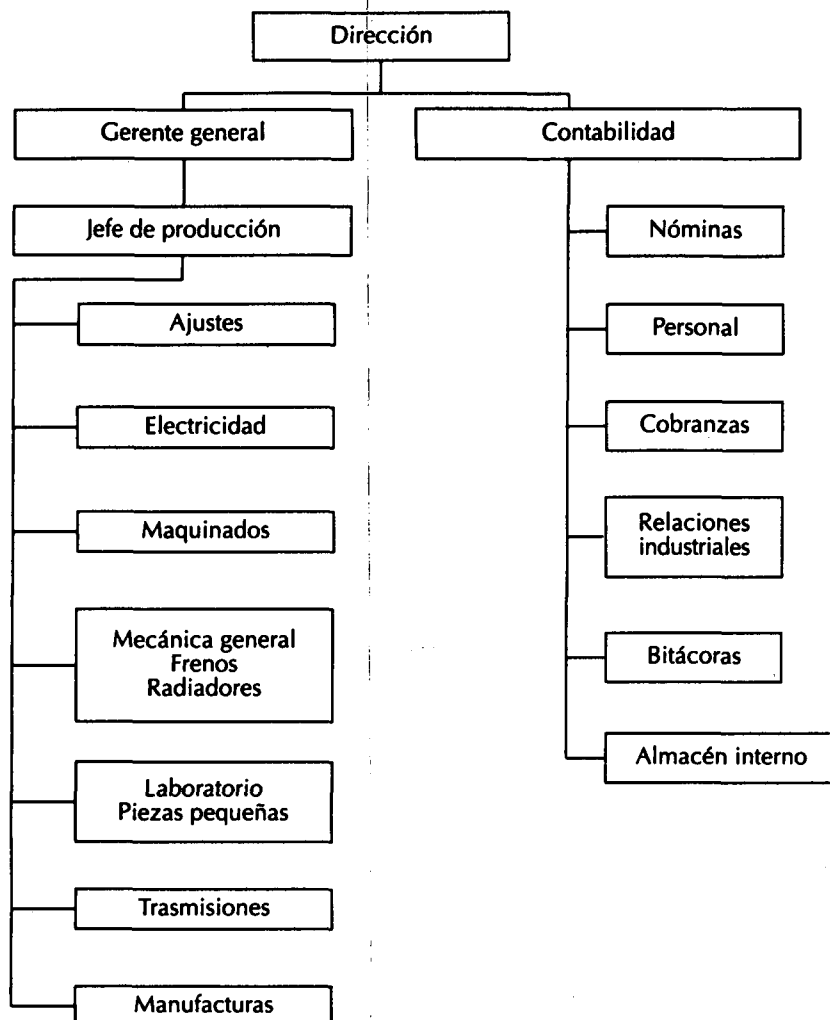 Dirección
Gerente general
Contabilidad
Jefe de producción
Nóminas
Ajustes
Personal
Electricidad
Cobranzas
Maquinados
Relaciones
industriales
Mecánica general
Frenos
Radiadores
Bitácoras
Almacén interno
Laboratorio
Piezas pequeñas
Trasmisiones
Manufacturas